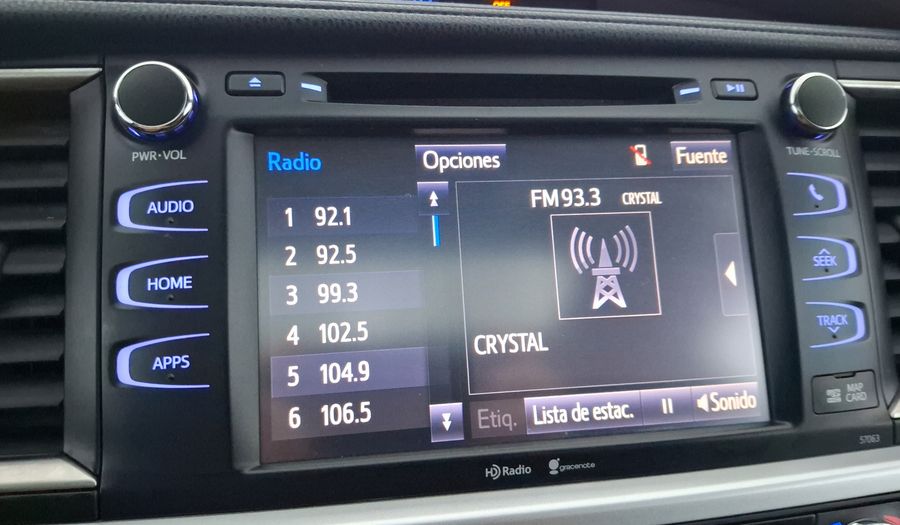 OFF
PWR•VOL
AUDIO
HOME
APPS
Radio
Opciones
Fuente
1 92.1
2 92.5
3 99.3
4 102.5
5 104.9
6 106.5
FM 93.3 CRYSTAL
CRYSTAL
Etiq.
Lista de estac.
Sonido
TUNE•SCROLL
SEEK
TRACK
MAP CARD
57063
HD Radio
gracenote